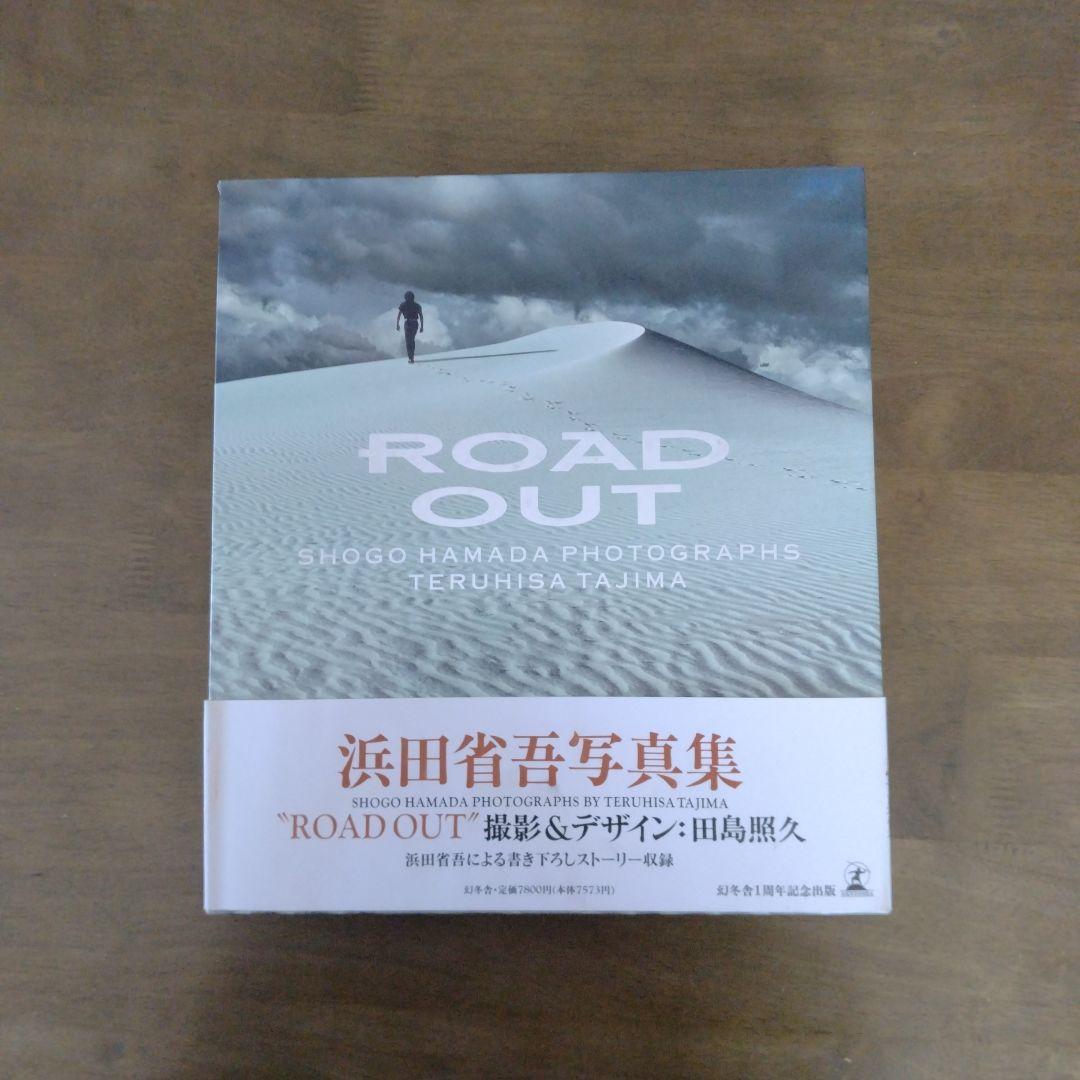 ROAD
OUT
SHOGO HAMADA PHOTOGRAPHS
TERUHISA TAJIMA
浜田省吾写真集
SHOGO HAMADA PHOTOGRAPHS BY TERUHISA TAJIMA
"ROAD OUT" 撮影&デザイン:田島照久
浜田省吾による書き下ろしストーリー収録
幻冬舎・定価7800円(本体7573円)
幻冬舎1周年記念出版